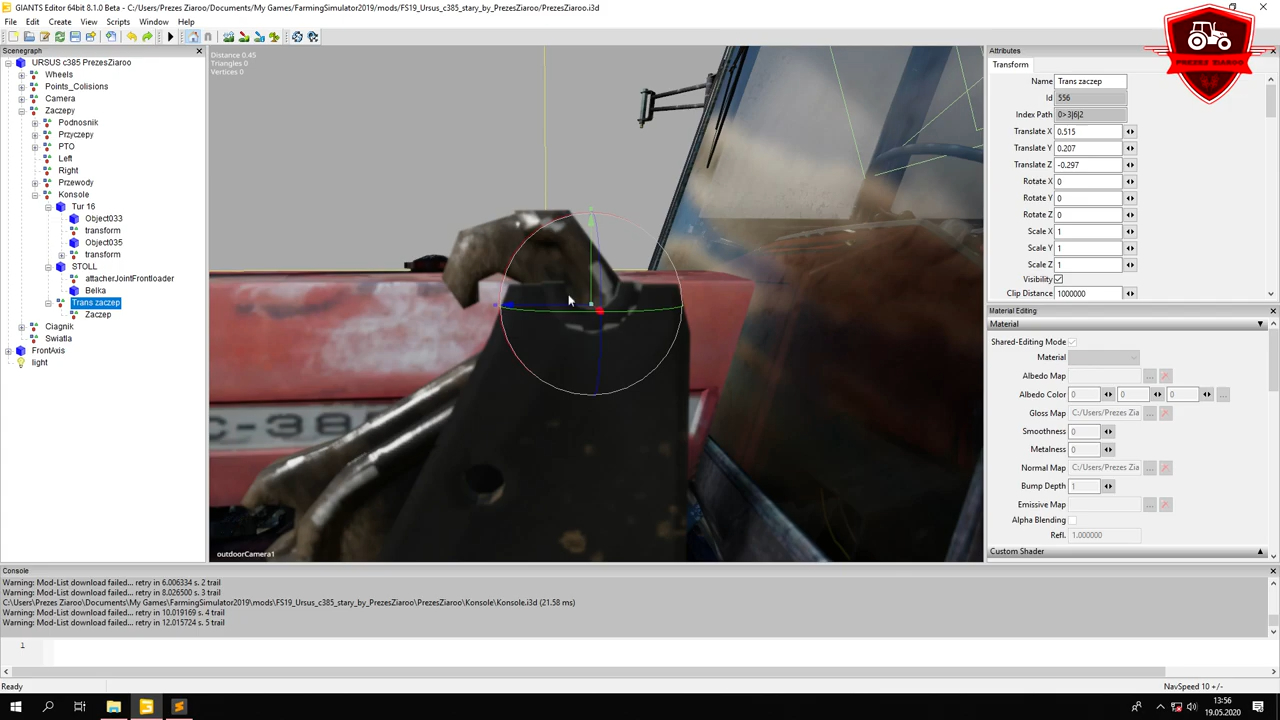 GIANTS Editor 64bit 8.1.0 Beta - C:/Users/Prezes Ziaroo/Documents/My Games/FarmingSimulator2019/mods/FS19_Ursus_c385_stary_by_PrezesZiaroo/PrezesZiaroo/PrezesZiaroo.i3d
File Edit Create View Scripts Window Help
Scenegraph
URSUS c385 PrezesZiaroo
Wheels
Points_Colisions
Camera
Zaczepy
Podnosnik
Przyczepy
PTO
Left
Right
Przewody
Konsole
Tur 16
Object033
transform
Object035
transform
STOLL
attacherJointFrontloader
Belka
Trans zaczep
Zaczep
Ciagnik
Swiatla
FrontAxis
light
Distance 0.45
Triangles 0
Vertices 0
C-38
outdoorCamera1
PREZES ZIAROO
Attributes
Transform
Name Trans zaczep
Id 556
Index Path 0>3|6|2
Translate X 0.515
Translate Y 0.207
Translate Z -0.297
Rotate X 0
Rotate Y 0
Rotate Z 0
Scale X 1
Scale Y 1
Scale Z 1
Visibility
Clip Distance 1000000
Material Editing
Material
Shared-Editing Mode
Material
Albedo Map ...
Albedo Color 0 0 0 ...
Gloss Map C:/Users/Prezes Zia ...
Smoothness 0
Metalness 0
Normal Map C:/Users/Prezes Zia ...
Bump Depth 1
Emissive Map ...
Alpha Blending
Refl. 1.000000
Custom Shader
Console
Warning: Mod-List download failed... retry in 6.006334 s. 2 trail
Warning: Mod-List download failed... retry in 8.026500 s. 3 trail
C:\Users\Prezes Ziaroo\Documents\My Games\FarmingSimulator2019\mods\FS19_Ursus_c385_stary_by_PrezesZiaroo\PrezesZiaroo\Konsole\Konsole.i3d (21.58 ms)
Warning: Mod-List download failed... retry in 10.019169 s. 4 trail
Warning: Mod-List download failed... retry in 12.015724 s. 5 trail
1
Ready
NavSpeed 10 +/-
13:56
19.05.2020